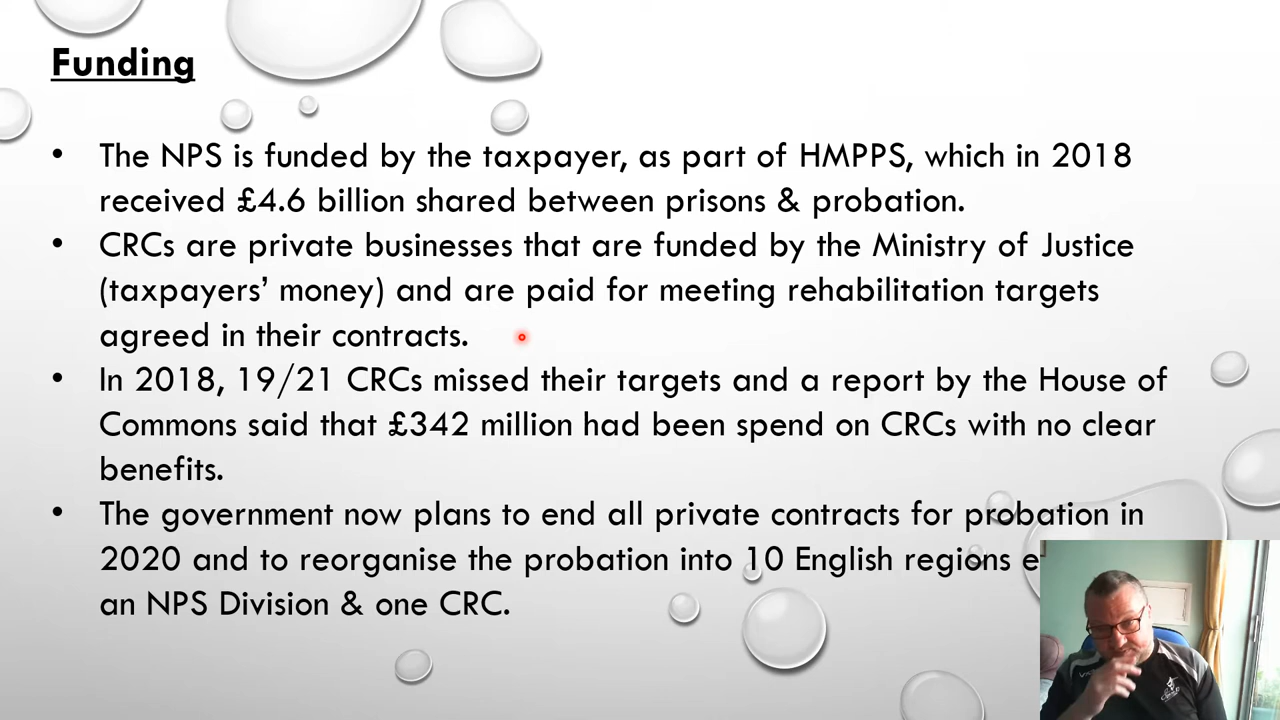 Funding
• The NPS is funded by the taxpayer, as part of HMPPS, which in 2018
received £4.6 billion shared between prisons & probation.
• CRCs are private businesses that are funded by the Ministry of Justice
(taxpayers’ money) and are paid for meeting rehabilitation targets
agreed in their contracts.
• In 2018, 19/21 CRCs missed their targets and a report by the House of
Commons said that £342 million had been spend on CRCs with no clear
benefits.
• The government now plans to end all private contracts for probation in
2020 and to reorganise the probation into 10 English regions
an NPS Division & one CRC.